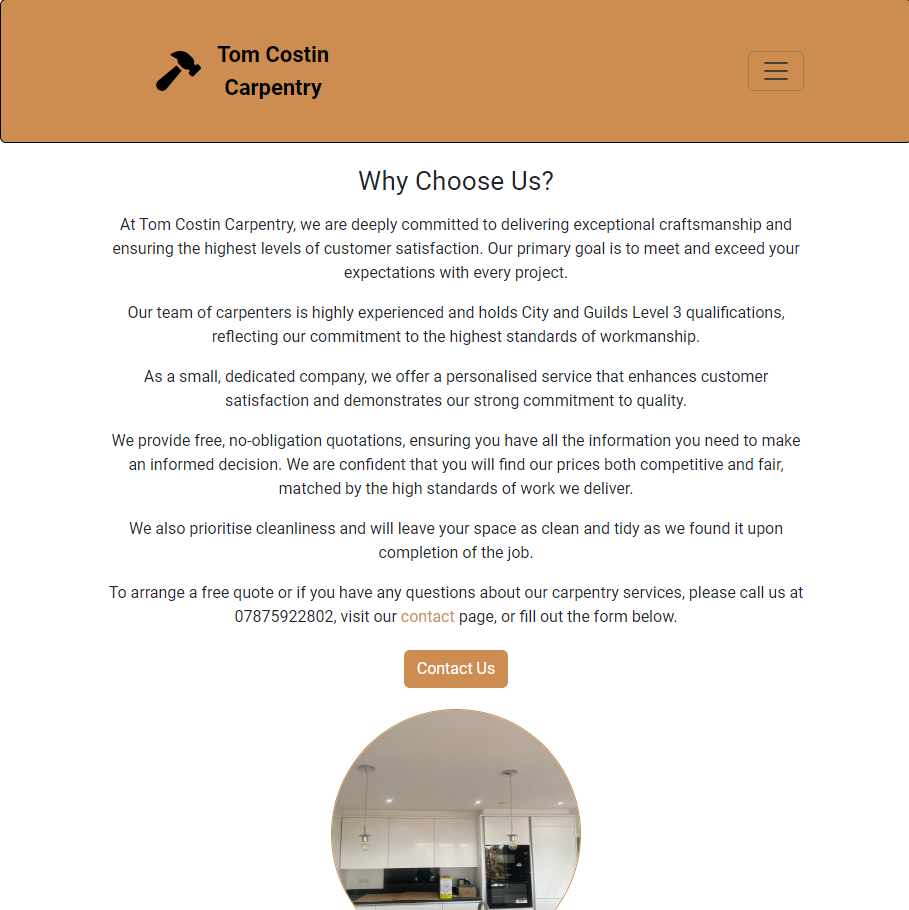 Tom Costin
Carpentry
Why Choose Us?
At Tom Costin Carpentry, we are deeply committed to delivering exceptional craftsmanship and
ensuring the highest levels of customer satisfaction. Our primary goal is to meet and exceed your
expectations with every project.
Our team of carpenters is highly experienced and holds City and Guilds Level 3 qualifications,
reflecting our commitment to the highest standards of workmanship.
As a small, dedicated company, we offer a personalised service that enhances customer
satisfaction and demonstrates our strong commitment to quality.
We provide free, no-obligation quotations, ensuring you have all the information you need to make
an informed decision. We are confident that you will find our prices both competitive and fair,
matched by the high standards of work we deliver.
We also prioritise cleanliness and will leave your space as clean and tidy as we found it upon
completion of the job.
To arrange a free quote or if you have any questions about our carpentry services, please call us at
07875922802, visit our contact page, or fill out the form below.
Contact Us